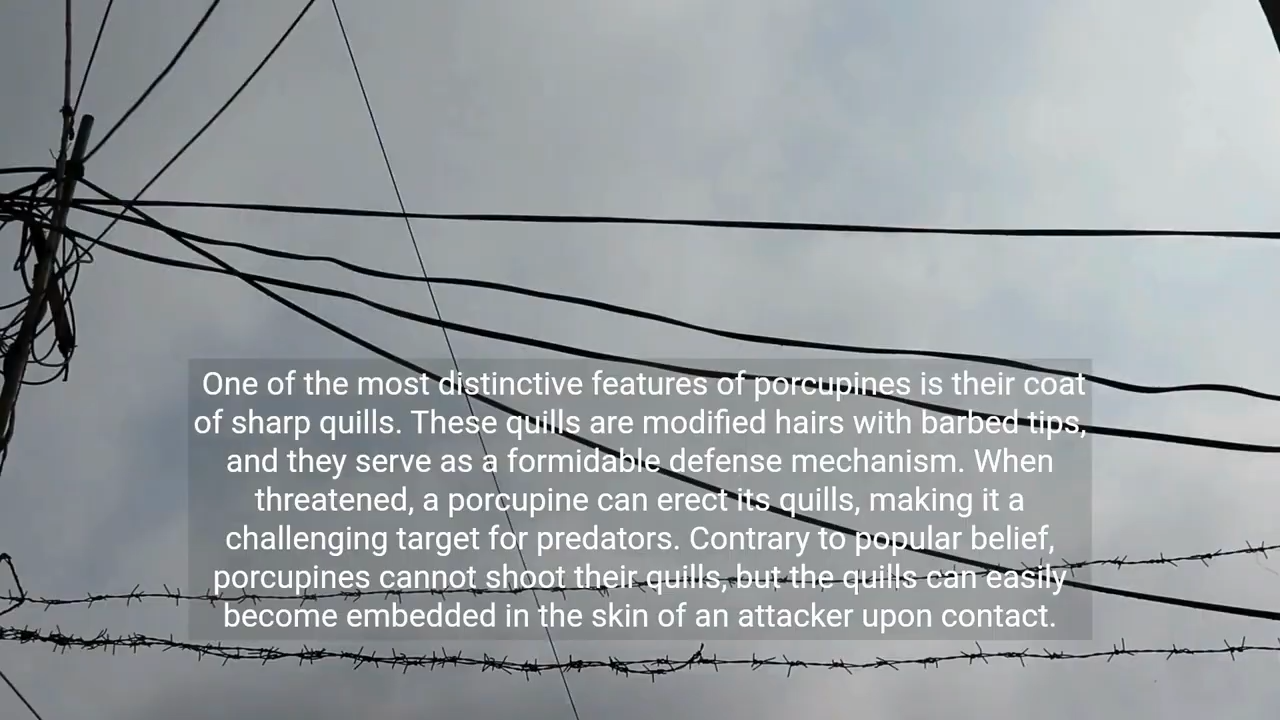 One of the most distinctive features of porcupines is their coat
of sharp quills. These quills are modified hairs with barbed tips,
and they serve as a formidable defense mechanism. When
threatened, a porcupine can erect its quills, making it a
challenging target for predators. Contrary to popular belief,
porcupines cannot shoot their quills, but the quills can easily
become embedded in the skin of an attacker upon contact.